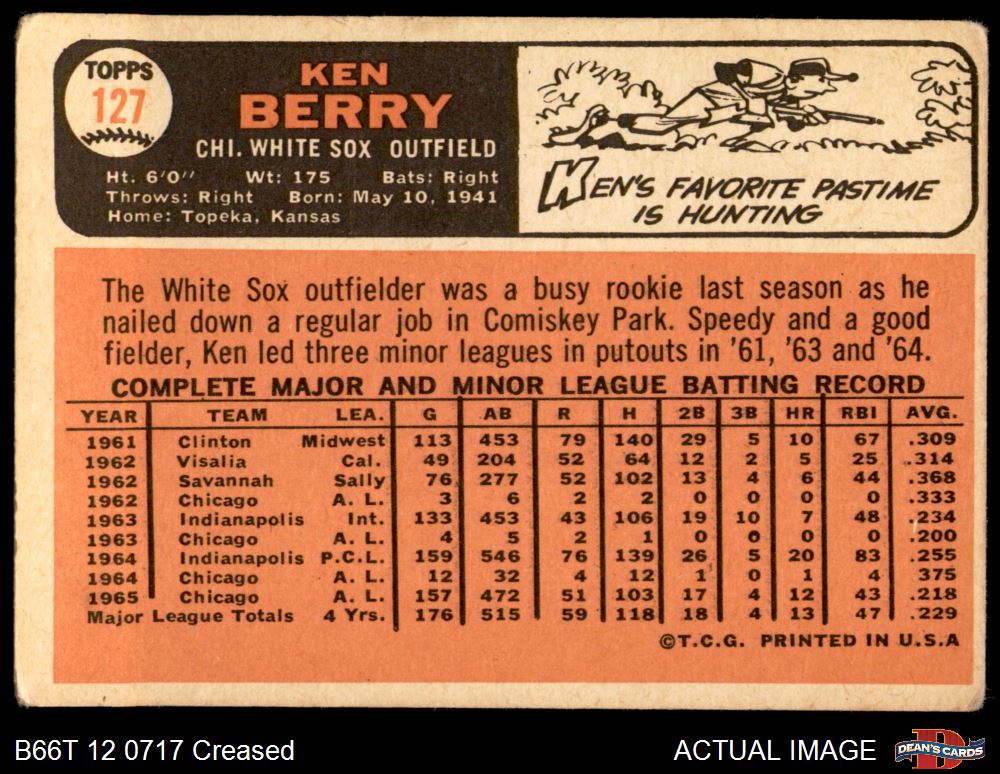 TOPPS
127
KEN
BERRY
CHI. WHITE SOX OUTFIELD
Ht. 6'0" Wt: 175 Bats: Right
Throws: Right Born: May 10, 1941
Home: Topeka, Kansas
KEN'S FAVORITE PASTIME
IS HUNTING
The White Sox outfielder was a busy rookie last season as he
nailed down a regular job in Comiskey Park. Speedy and a good
fielder, Ken led three minor leagues in putouts in '61, '63 and '64.
COMPLETE MAJOR AND MINOR LEAGUE BATTING RECORD
YEAR TEAM LEA. G AB R H 2B 3B HR RBI AVG.
1961 Clinton Midwest 113 453 79 140 29 5 10 67 .309
1962 Visalia Cal. 49 204 52 64 12 2 5 25 .314
1962 Savannah Sally 76 277 52 102 13 4 6 44 .368
1962 Chicago A. L. 3 6 2 2 0 0 0 0 .333
1963 Indianapolis Int. 133 453 43 106 19 10 7 48 .234
1963 Chicago A. L. 4 5 2 1 0 0 0 0 .200
1964 Indianapolis P.C.L. 159 546 76 139 26 5 20 83 .255
1964 Chicago A. L. 12 32 4 12 1 0 1 4 375
1965 Chicago A. L. 157 472 51 103 17 4 12 43 .218
Major League Totals 4 Yrs. 176 515 59 118 18 4 13 47 .229
©T.C.G. PRINTED IN U.S.A
B66T 12 0717 Creased
ACTUAL IMAGE
D
DEAN'S CARDS